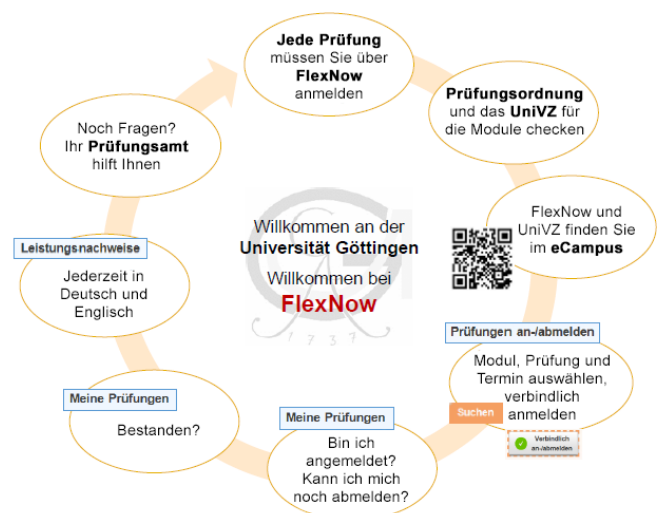 Jede Prüfung
müssen Sie über
FlexNow
anmelden
Prüfungsordnung
und das UniVZ für
die Module checken
FlexNow und
UniVZ finden Sie
im eCampus
Prüfungen an-/abmelden
Modul, Prüfung und
Termin auswählen,
verbindlich
anmelden
Suchen
Verbindlich
an-/abmelden
Meine Prüfungen
Bin ich
angemeldet?
Kann ich mich
noch abmelden?
Meine Prüfungen
Bestanden?
Leistungsnachweise
Jederzeit in
Deutsch und
Englisch
Noch Fragen?
Ihr Prüfungsamt
hilft Ihnen
Willkommen an der
Universität Göttingen
Willkommen bei
FlexNow
1737